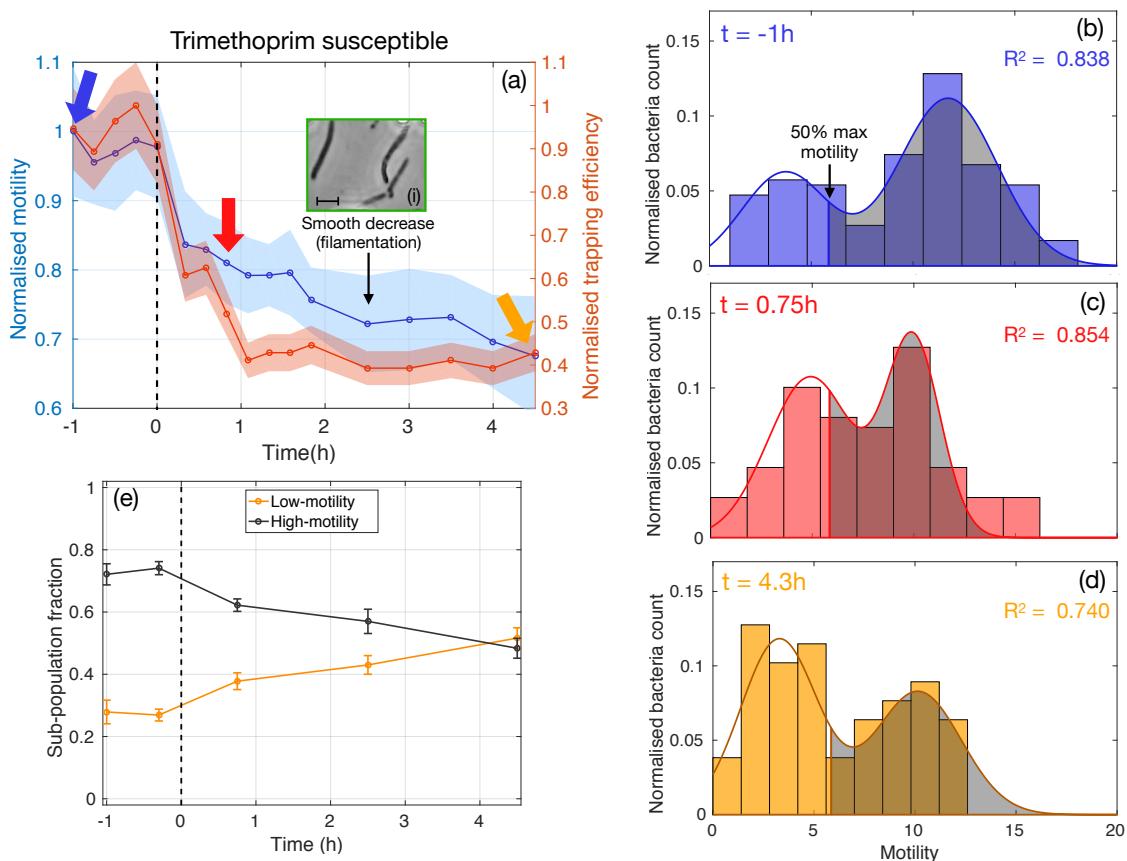 Trimethoprim susceptible
(a)
Normalised motility
1.1
1
0.9
0.8
0.7
0.6
Normalised trapping efficiency
1.1
1
0.9
0.8
0.7
0.6
0.5
0.4
0.3
(i)
Smooth decrease
(filamentation)
-1
0
1
2
3
4
Time(h)
(b)
t = -1h
R² = 0.838
50% max
motility
Normalised bacteria count
0.15
0.1
0.05
0
(c)
t = 0.75h
R² = 0.854
Normalised bacteria count
0.15
0.1
0.05
0
(d)
t = 4.3h
R² = 0.740
Normalised bacteria count
0.15
0.1
0.05
0
0
5
10
15
20
Motility
(e)
Low-motility
High-motility
Sub-population fraction
1
0.8
0.6
0.4
0.2
0
-1
0
1
2
3
4
Time (h)